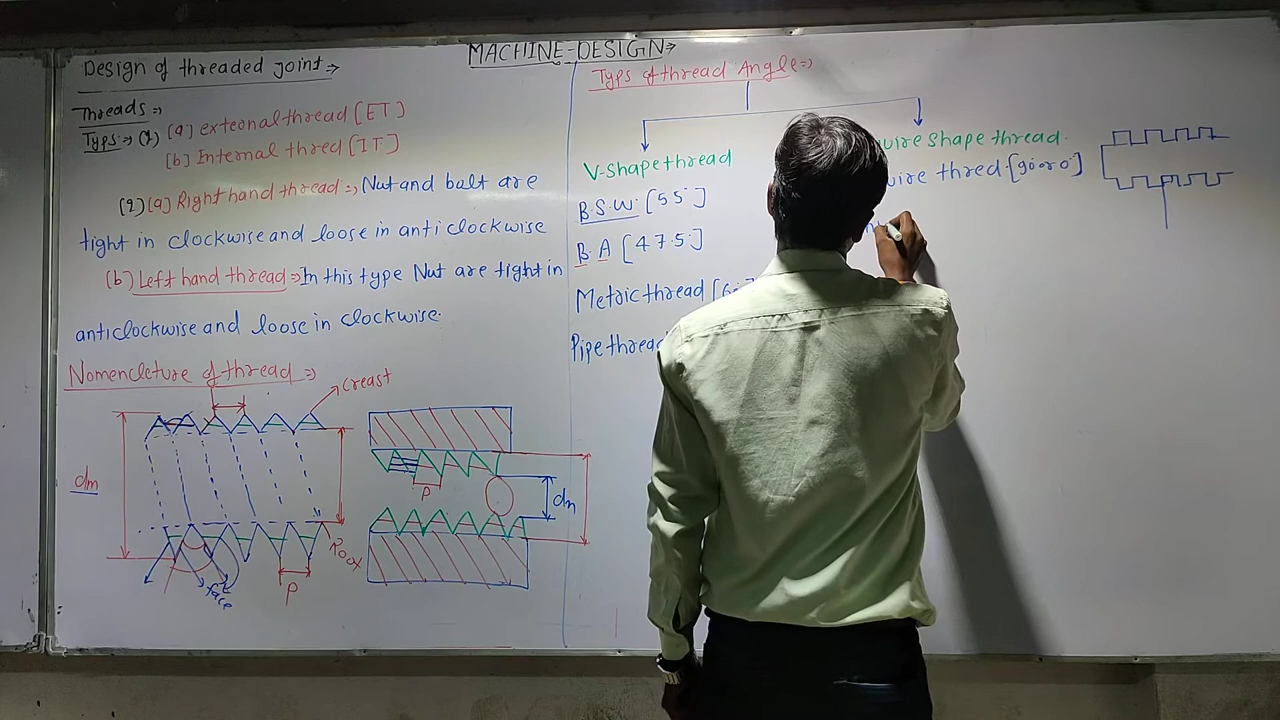 MACHINE-DESIGN
Design of threaded joint
Threads
Typs (1) (a) external thread [ET]
(b) Internal thred [IT]
(2) (a) Right hand thread Nut and balt are
tight in clockwise and loose in anticlockwise
(b) Left hand thread In this type Nut are tight in
anticlockwise and loose in clockwise.
Nomencleture of thread
creast
dm
face
P
Root
P
dn
Typs of thread Angle
V-shape thread
B.S.W. [55°]
B.A [47.5°]
Metric thread
Pipe thread
uire shape thread.
uire thred